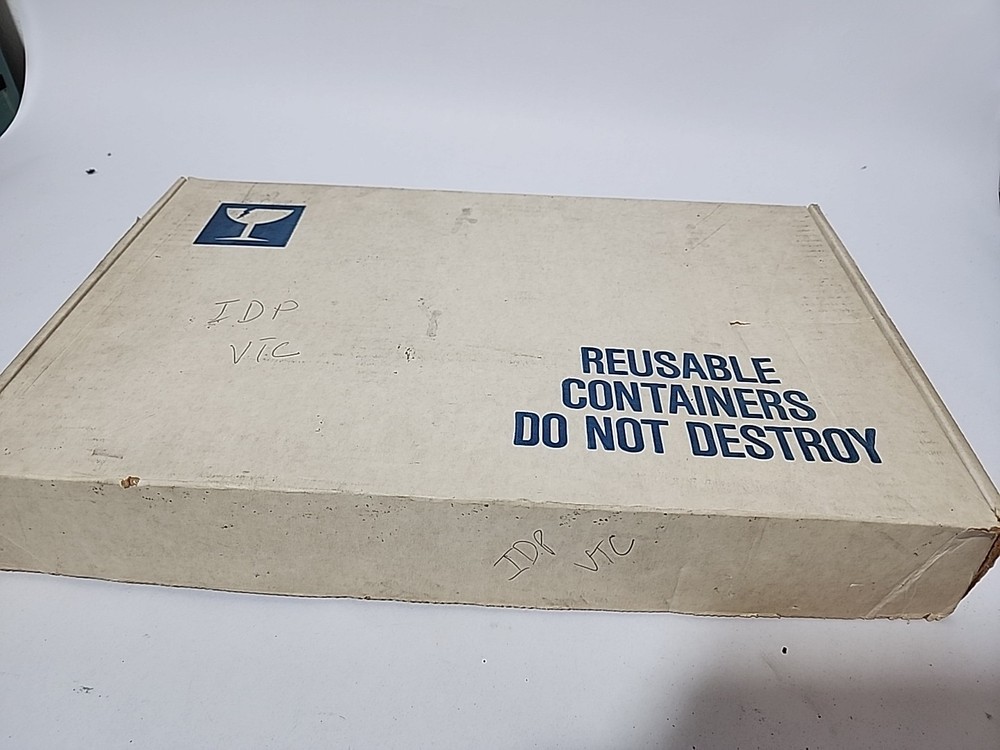 IDP
VTC
REUSABLE
CONTAINERS
DO NOT DESTROY
IDP VTC